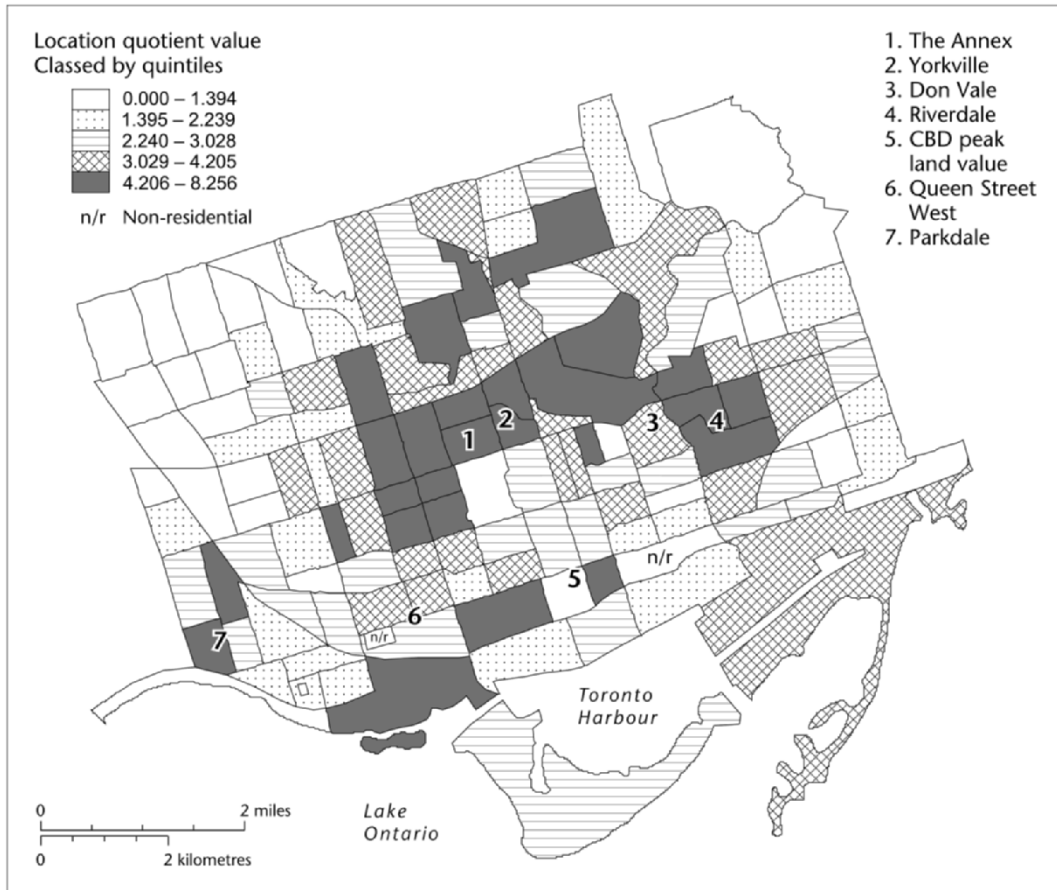 Location quotient value
Classed by quintiles
0.000 – 1.394
1.395 – 2.239
2.240 – 3.028
3.029 – 4.205
4.206 – 8.256
n/r Non-residential
1. The Annex
2. Yorkville
3. Don Vale
4. Riverdale
5. CBD peak
land value
6. Queen Street
West
7. Parkdale
1
2
3
4
5
n/r
6
n/r
7
Toronto
Harbour
Lake
Ontario
0 2 miles
0 2 kilometres